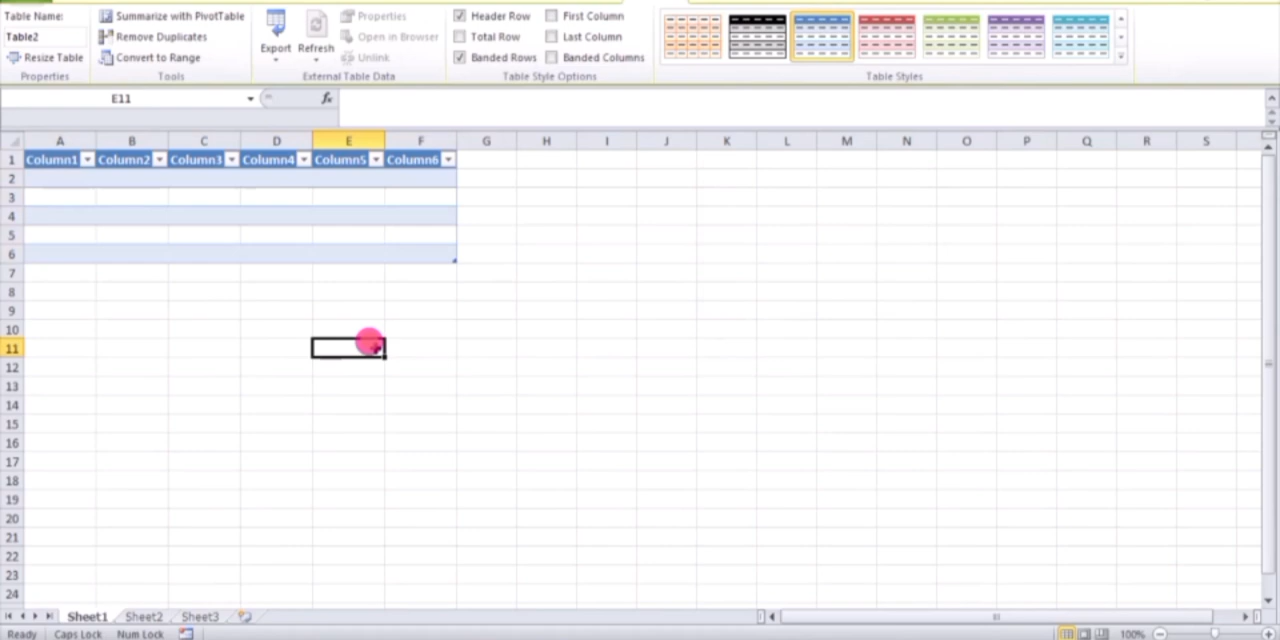 Table Name: Summarize with PivotTable Properties Header Row First Column
Table2 Remove Duplicates Export Refresh Open in Browser Total Row Last Column
Resize Table Convert to Range Unlink Banded Rows Banded Columns
Properties Tools External Table Data Table Style Options Table Styles
E11 fx
A B C D E F G H I J K L M N O P Q R S
1 Column1 Column2 Column3 Column4 Column5 Column6
2
3
4
5
6
7
8
9
10
11
12
13
14
15
16
17
18
19
20
21
22
23
24
Sheet1 Sheet2 Sheet3
Ready Caps Lock Num Lock 100%